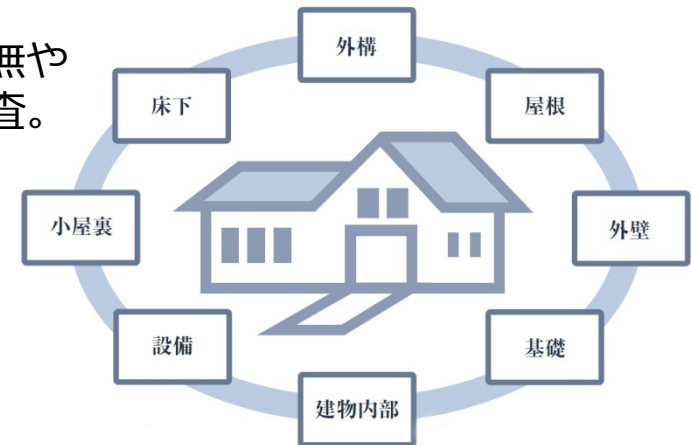 無や
査。
外構
屋根
外壁
基礎
建物内部
設備
小屋裏
床下